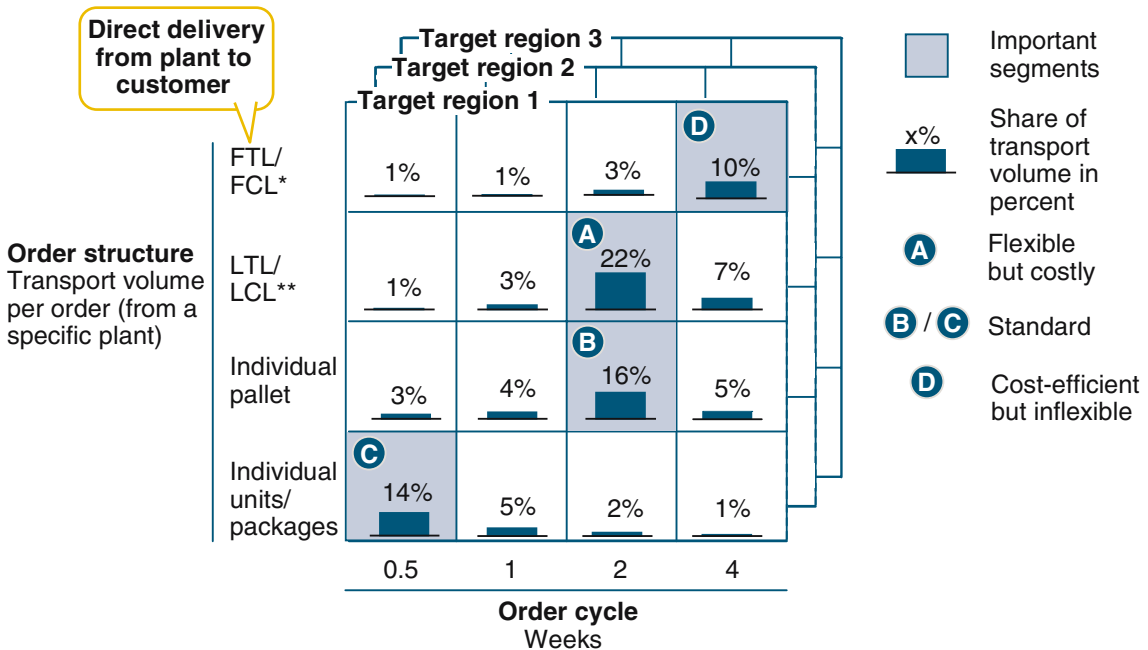 Direct delivery
from plant to
customer
Target region 3
Target region 2
Target region 1
Order structure
Transport volume
per order (from a
specific plant)
FTL/
FCL*
1%
1%
3%
D
10%
LTL/
LCL**
1%
3%
A
22%
7%
Individual
pallet
3%
4%
B
16%
5%
Individual
units/
packages
C
14%
5%
2%
1%
0.5
1
2
4
Order cycle
Weeks
Important
segments
x%
Share of
transport
volume in
percent
A
Flexible
but costly
B / C Standard
D
Cost-efficient
but inflexible